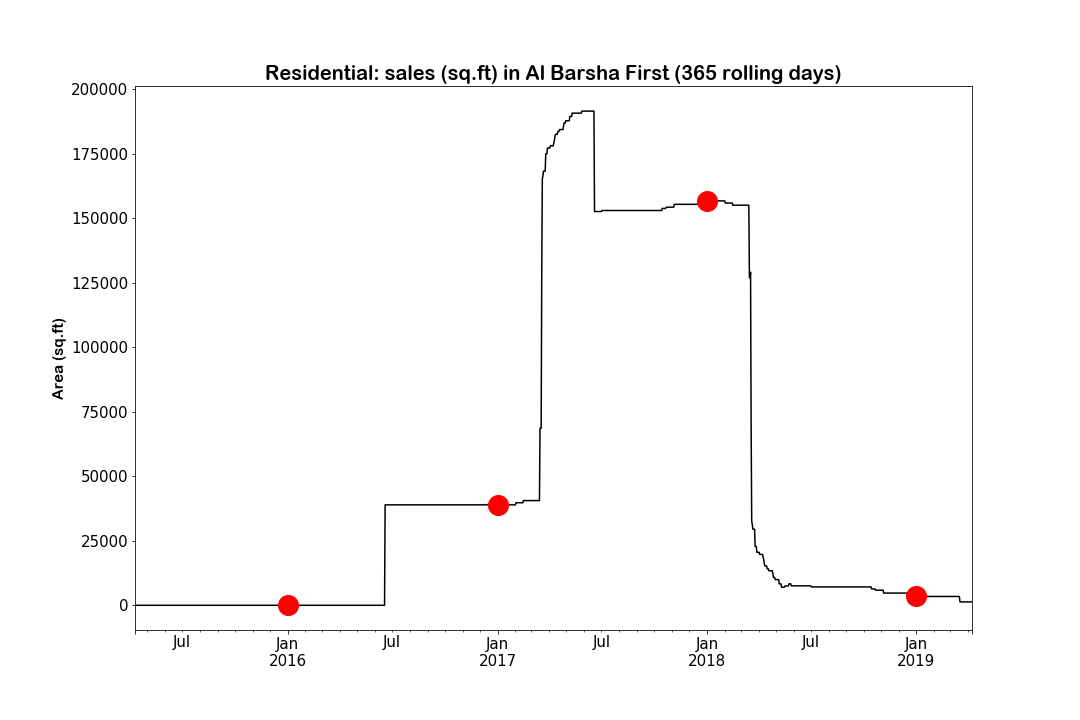 Residential: sales (sq.ft) in Al Barsha First (365 rolling days)
200000
175000
150000
125000
100000
75000
50000
25000
0
Area (sq.ft)
Jul
Jan
2016
Jul
Jan
2017
Jul
Jan
2018
Jul
Jan
2019